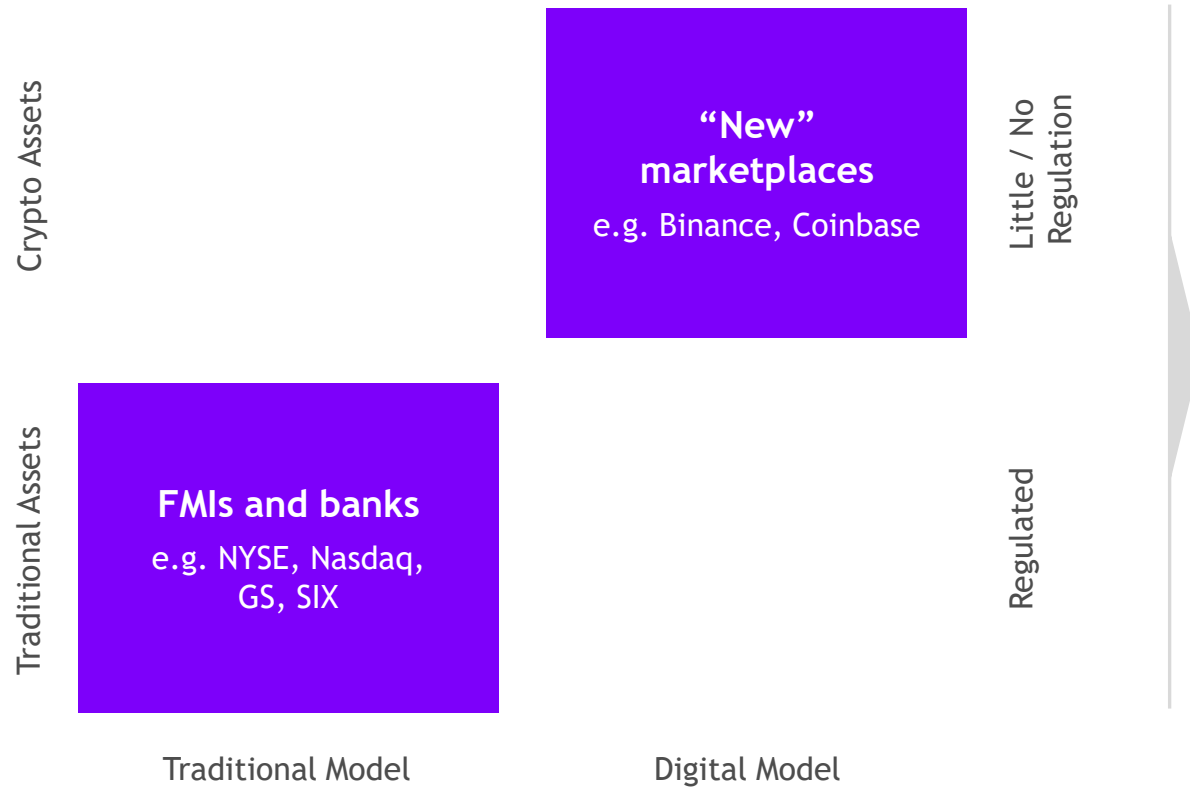 Crypto Assets
“New”
marketplaces
e.g. Binance, Coinbase
Little / No
Regulation
Traditional Assets
FMIs and banks
e.g. NYSE, Nasdaq,
GS, SIX
Regulated
Traditional Model
Digital Model